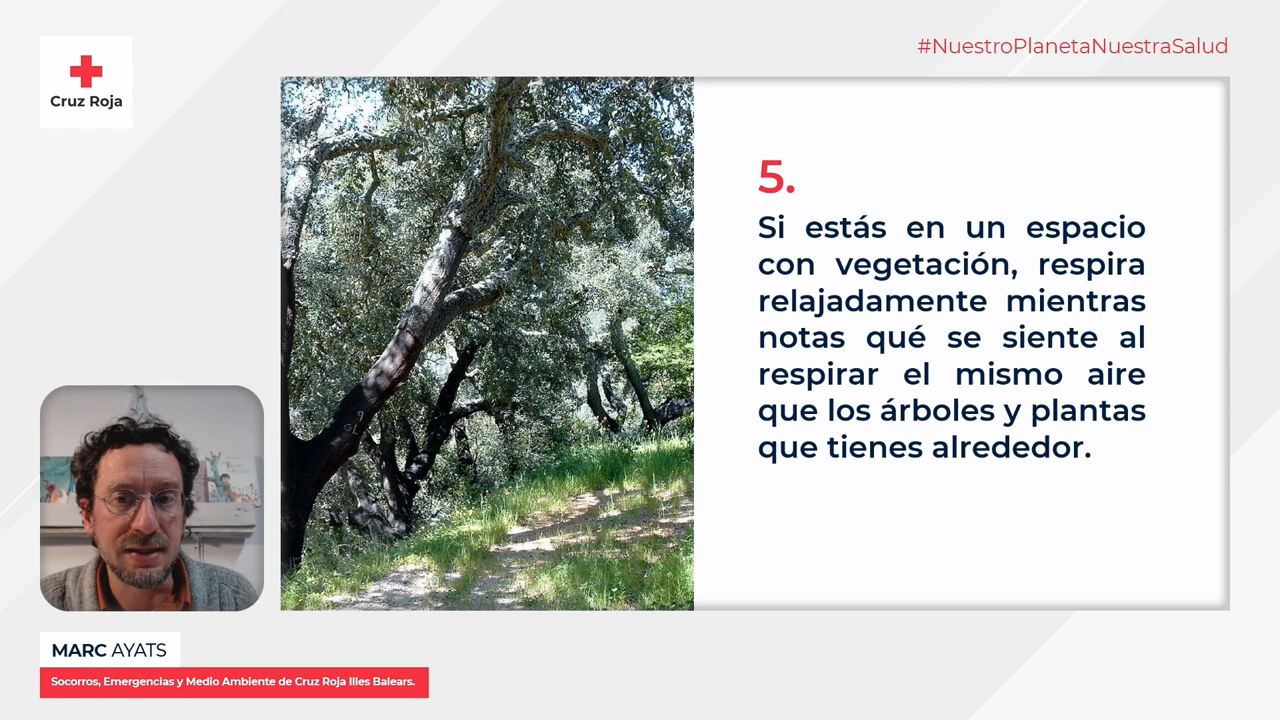 Cruz Roja
#NuestroPlanetaNuestraSalud
5.
Si estás en un espacio
con vegetación, respira
relajadamente mientras
notas qué se siente al
respirar el mismo aire
que los árboles y plantas
que tienes alrededor.
MARC AYATS
Socorros, Emergencias y Medio Ambiente de Cruz Roja Illes Balears.